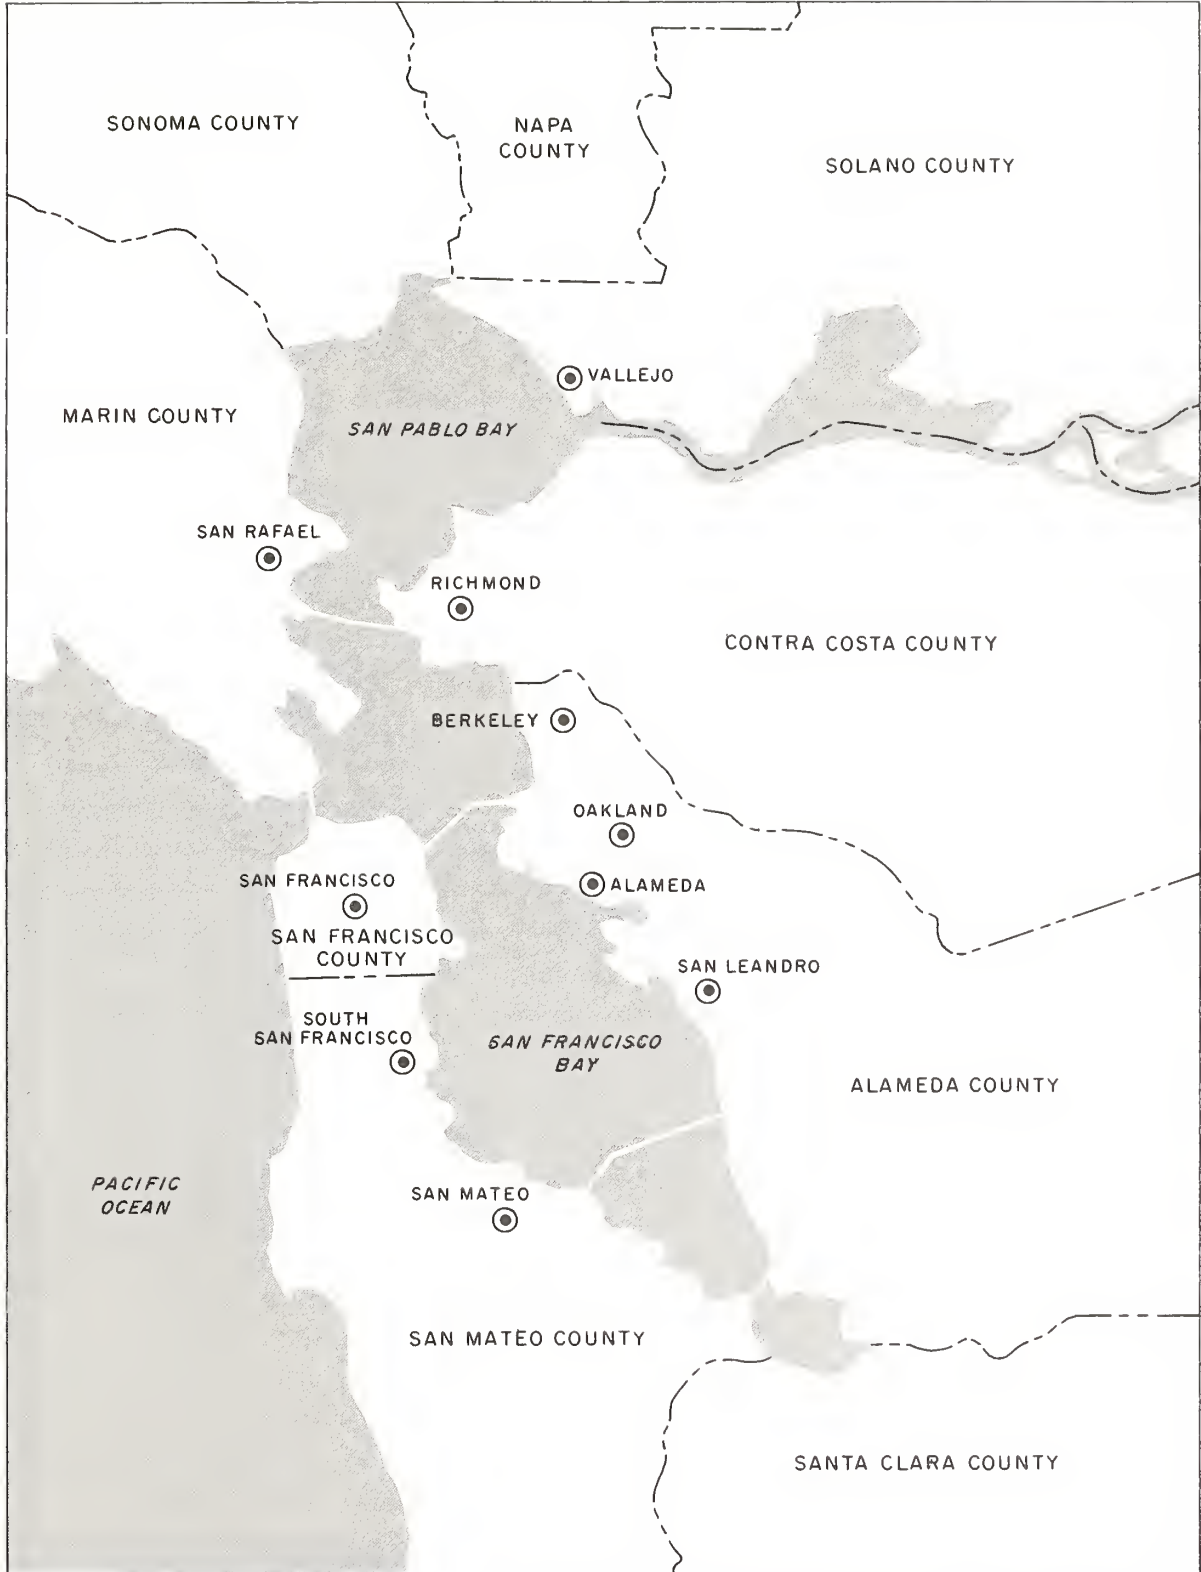 SONOMA COUNTY
NAPA
COUNTY
SOLANO COUNTY
VALLEJO
MARIN COUNTY
SAN PABLO BAY
SAN RAFAEL
RICHMOND
CONTRA COSTA COUNTY
BERKELEY
OAKLAND
SAN FRANCISCO
ALAMEDA
SAN FRANCISCO
COUNTY
SAN LEANDRO
SOUTH
SAN FRANCISCO
SAN FRANCISCO
BAY
ALAMEDA COUNTY
PACIFIC
OCEAN
SAN MATEO
SAN MATEO COUNTY
SANTA CLARA COUNTY